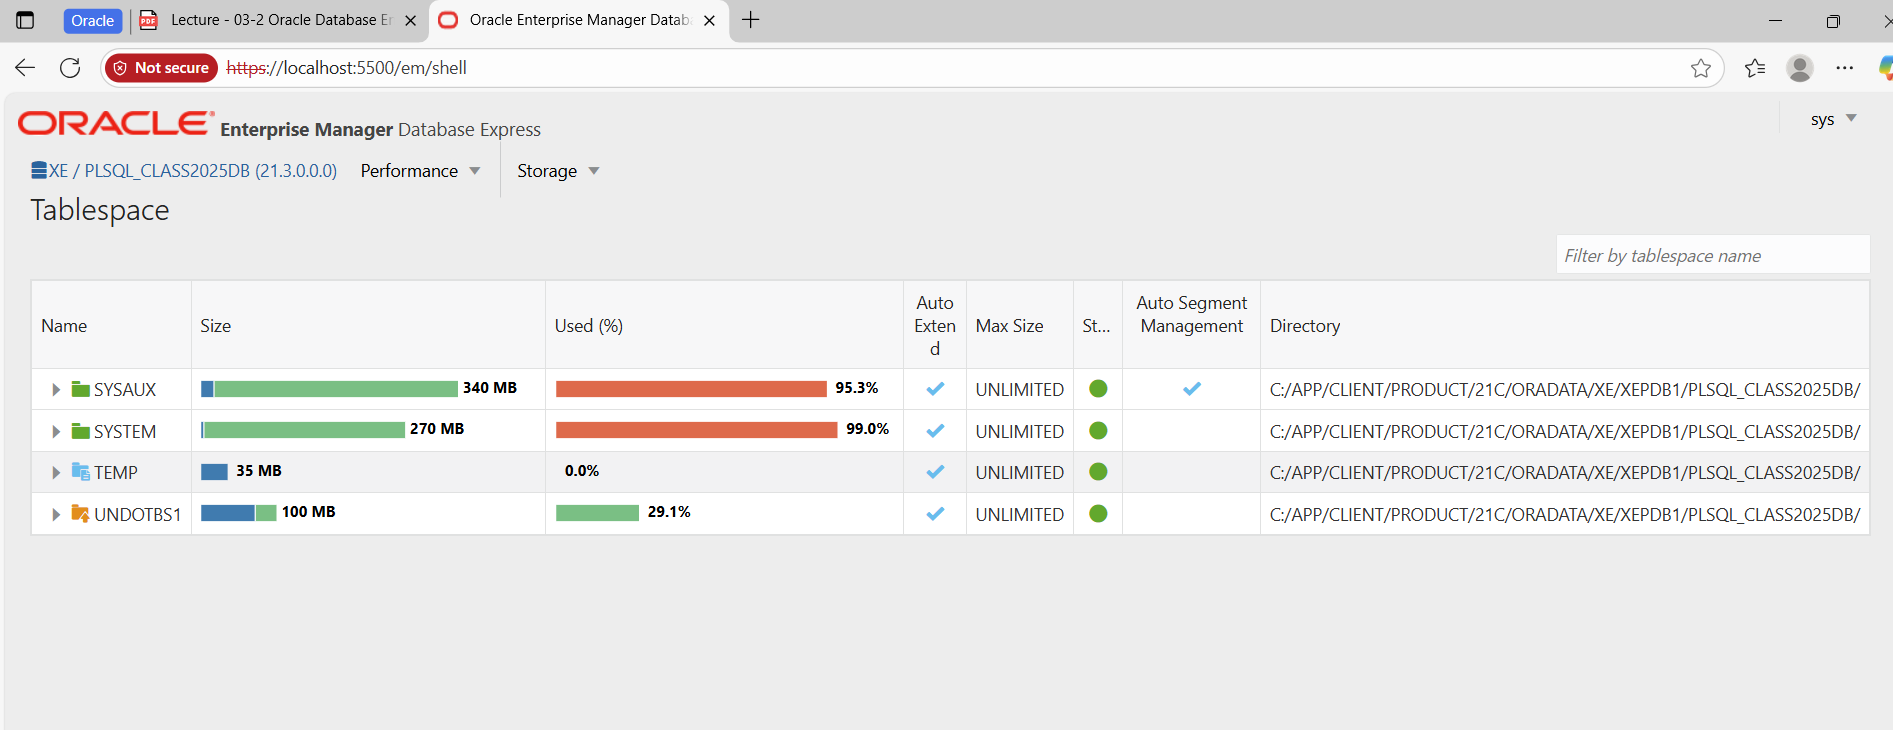 Oracle
Lecture - 03-2 Oracle Database Er
Oracle Enterprise Manager Databa
Not secure
https://localhost:5500/em/shell
ORACLE Enterprise Manager Database Express
sys
XE / PLSQL_CLASS2025DB (21.3.0.0.0)
Performance
Storage
Tablespace
Filter by tablespace name
Name
Size
Used (%)
Auto
Exten
d
Max Size
St...
Auto Segment
Management
Directory
SYSAUX 340 MB 95.3% UNLIMITED C:/APP/CLIENT/PRODUCT/21C/ORADATA/XE/XEPDB1/PLSQL_CLASS2025DB/
SYSTEM 270 MB 99.0% UNLIMITED C:/APP/CLIENT/PRODUCT/21C/ORADATA/XE/XEPDB1/PLSQL_CLASS2025DB/
TEMP 35 MB 0.0% UNLIMITED C:/APP/CLIENT/PRODUCT/21C/ORADATA/XE/XEPDB1/PLSQL_CLASS2025DB/
UNDOTBS1 100 MB 29.1% UNLIMITED C:/APP/CLIENT/PRODUCT/21C/ORADATA/XE/XEPDB1/PLSQL_CLASS2025DB/